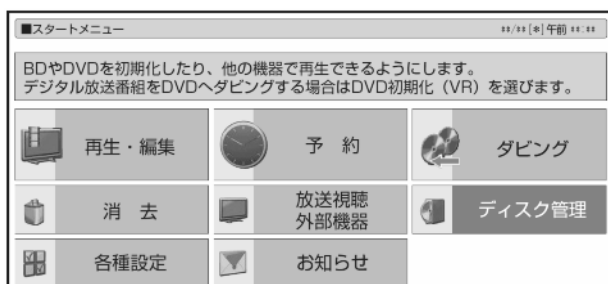 ■スタートメニュー
**/**[*]午前 **:**
BDやDVDを初期化したり、他の機器で再生できるようにします。
デジタル放送番組をDVDへダビングする場合はDVD初期化(VR)を選びます。
再生・編集
予 約
ダビング
消 去
放送視聴
外部機器
ディスク管理
各種設定
お知らせ